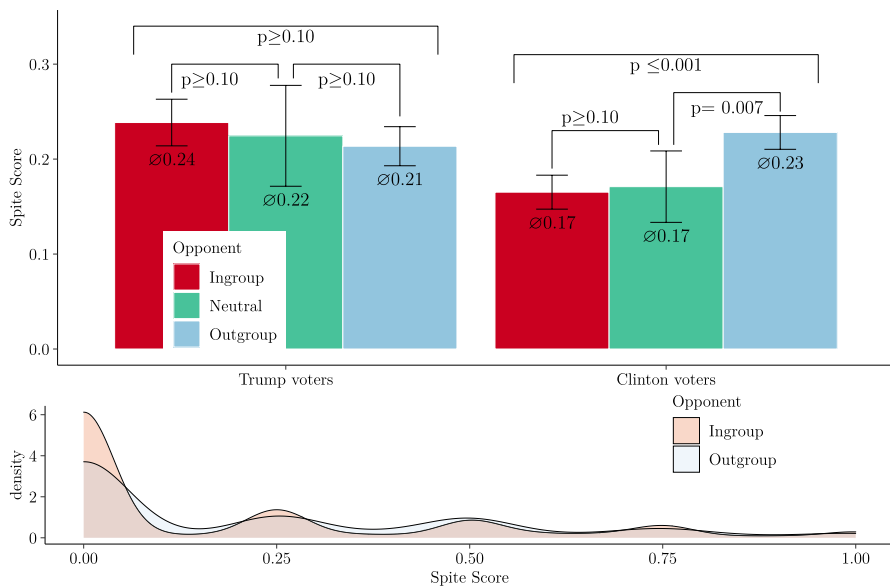 p≥0.10
p≥0.10
p≥0.10
p ≤0.001
p≥0.10
p= 0.007
Spite Score
0.3
0.2
0.1
0.0
∅0.24
∅0.22
∅0.21
∅0.17
∅0.17
∅0.23
Opponent
Ingroup
Neutral
Outgroup
Trump voters
Clinton voters
Opponent
Ingroup
Outgroup
density
6
4
2
0
0.00
0.25
0.50
0.75
1.00
Spite Score